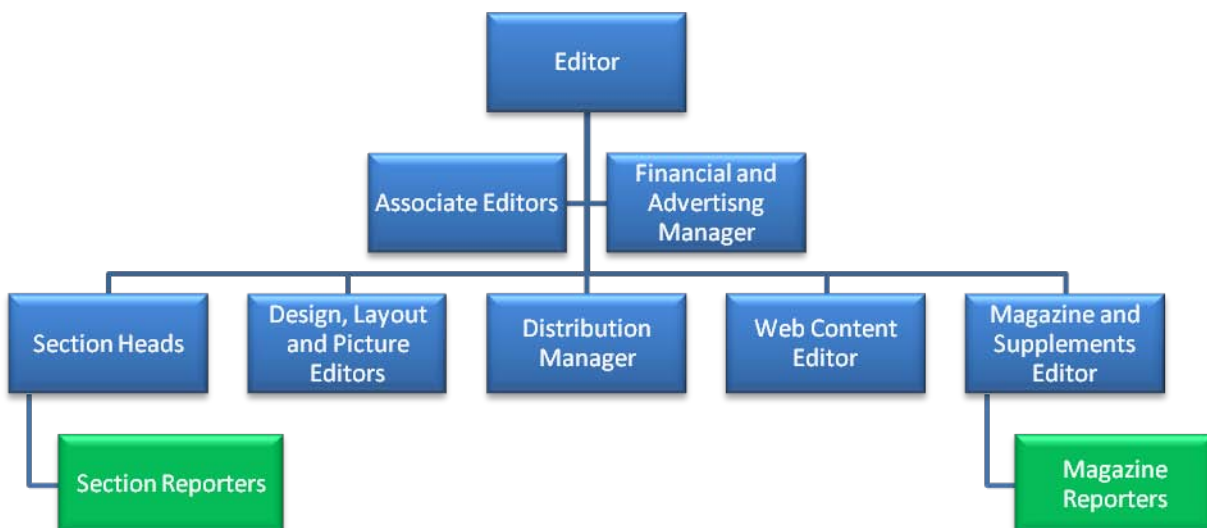 Editor
Associate Editors
Financial and
Advertisng
Manager
Section Heads
Design, Layout
and Picture
Editors
Distribution
Manager
Web Content
Editor
Magazine and
Supplements
Editor
Section Reporters
Magazine
Reporters